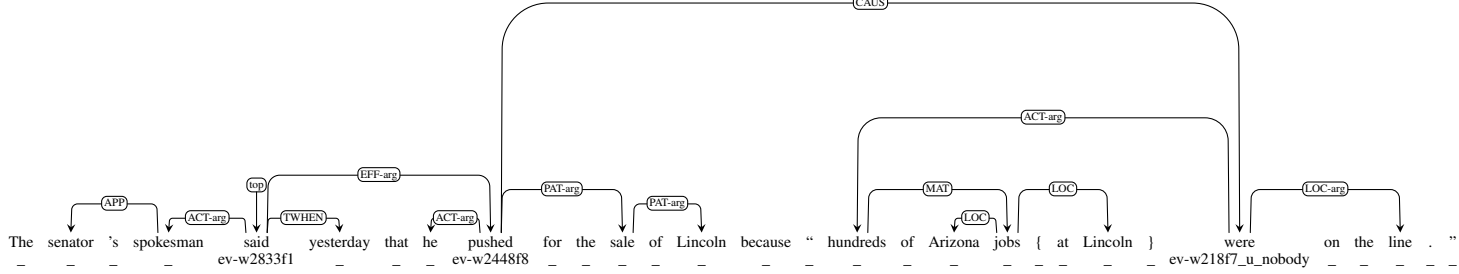 CAUS
ACT-arg
EFF-arg
top
PAT-arg
MAT
LOC
LOC-arg
APP
ACT-arg
TWHEN
ACT-arg
PAT-arg
LOC
The senator 's spokesman said yesterday that he pushed for the sale of Lincoln because “ hundreds of Arizona jobs { at Lincoln } were on the line . ”
_ _ _ _ ev-w2833f1 _ _ _ ev-w2448f8 _ _ _ _ _ _ _ _ _ _ _ _ _ _ _ ev-w218f7_u_nobody _ _ _ _ _